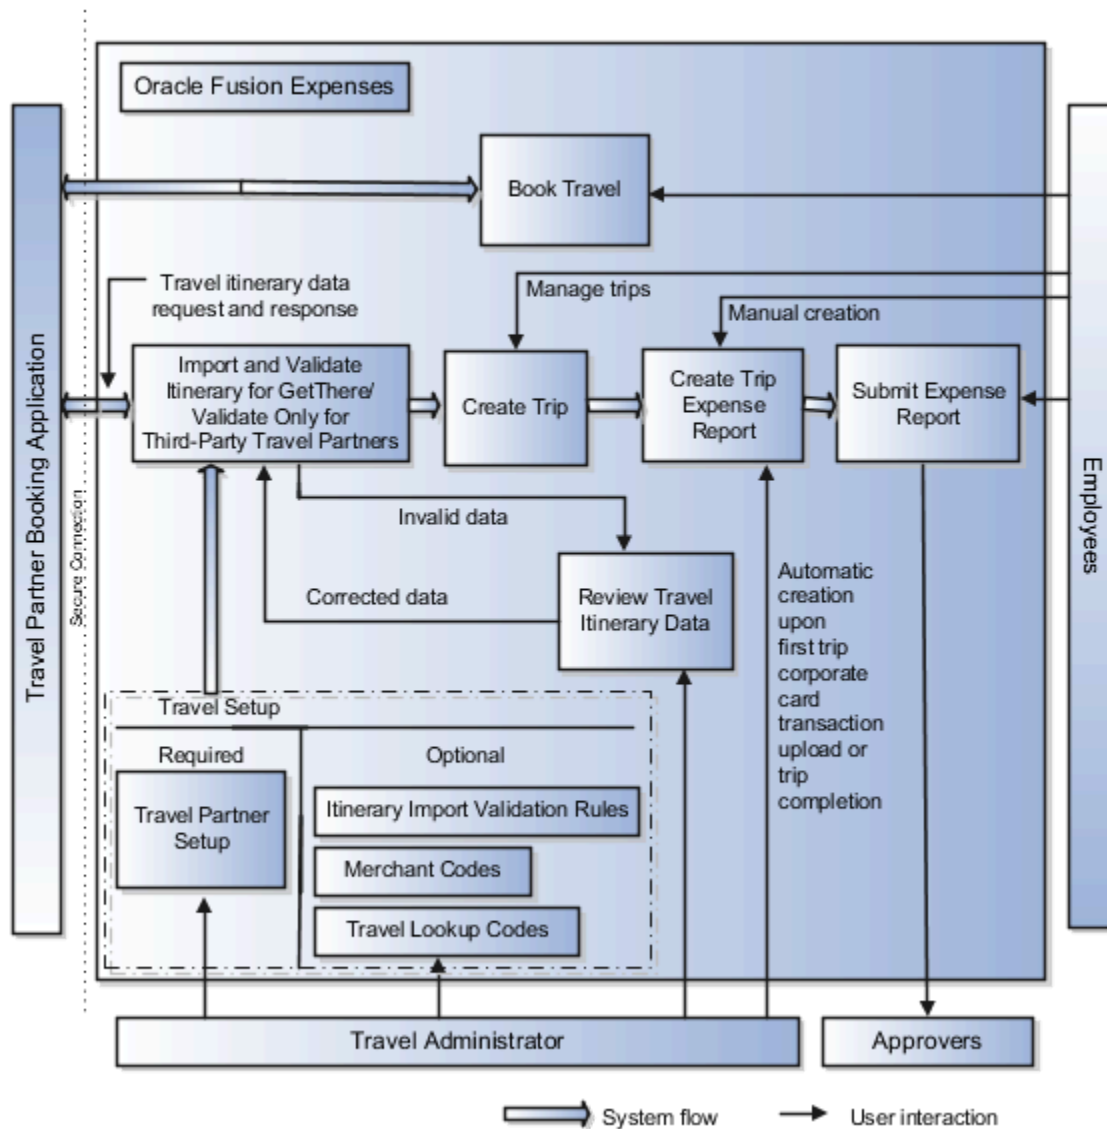 Oracle Fusion Expenses
Travel Partner Booking Application
Secure Connection
Employees
Book Travel
Travel itinerary data
request and response
Manage trips
Manual creation
Import and Validate
Itinerary for GetThere/
Validate Only for
Third-Party Travel Partners
Create Trip
Create Trip
Expense
Report
Submit Expense
Report
Invalid data
Corrected data
Review Travel
Itinerary Data
Automatic
creation
upon
first trip
corporate
card
transaction
upload or
trip
completion
Travel Setup
Required
Optional
Travel Partner
Setup
Itinerary Import Validation Rules
Merchant Codes
Travel Lookup Codes
Travel Administrator
Approvers
System flow
User interaction